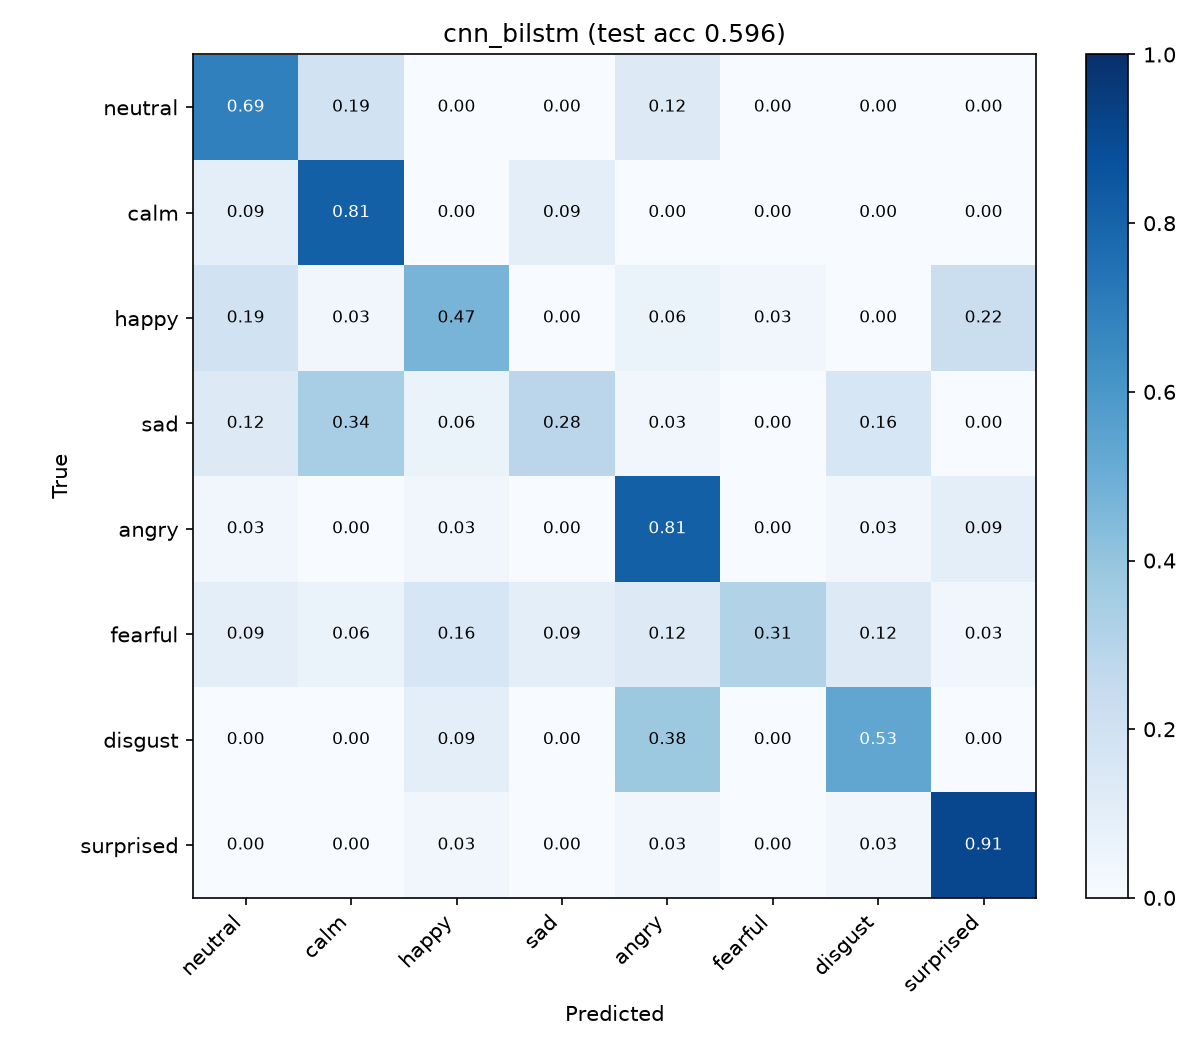 cnn_bilstm (test acc 0.596)
neutral 0.69 0.19 0.00 0.00 0.12 0.00 0.00 0.00
calm 0.09 0.81 0.00 0.09 0.00 0.00 0.00 0.00
happy 0.19 0.03 0.47 0.00 0.06 0.03 0.00 0.22
sad 0.12 0.34 0.06 0.28 0.03 0.00 0.16 0.00
angry 0.03 0.00 0.03 0.00 0.81 0.00 0.03 0.09
fearful 0.09 0.06 0.16 0.09 0.12 0.31 0.12 0.03
disgust 0.00 0.00 0.09 0.00 0.38 0.00 0.53 0.00
surprised 0.00 0.00 0.03 0.00 0.03 0.00 0.03 0.91
neutral calm happy sad angry fearful disgust surprised
Predicted
True
1.0
0.8
0.6
0.4
0.2
0.0